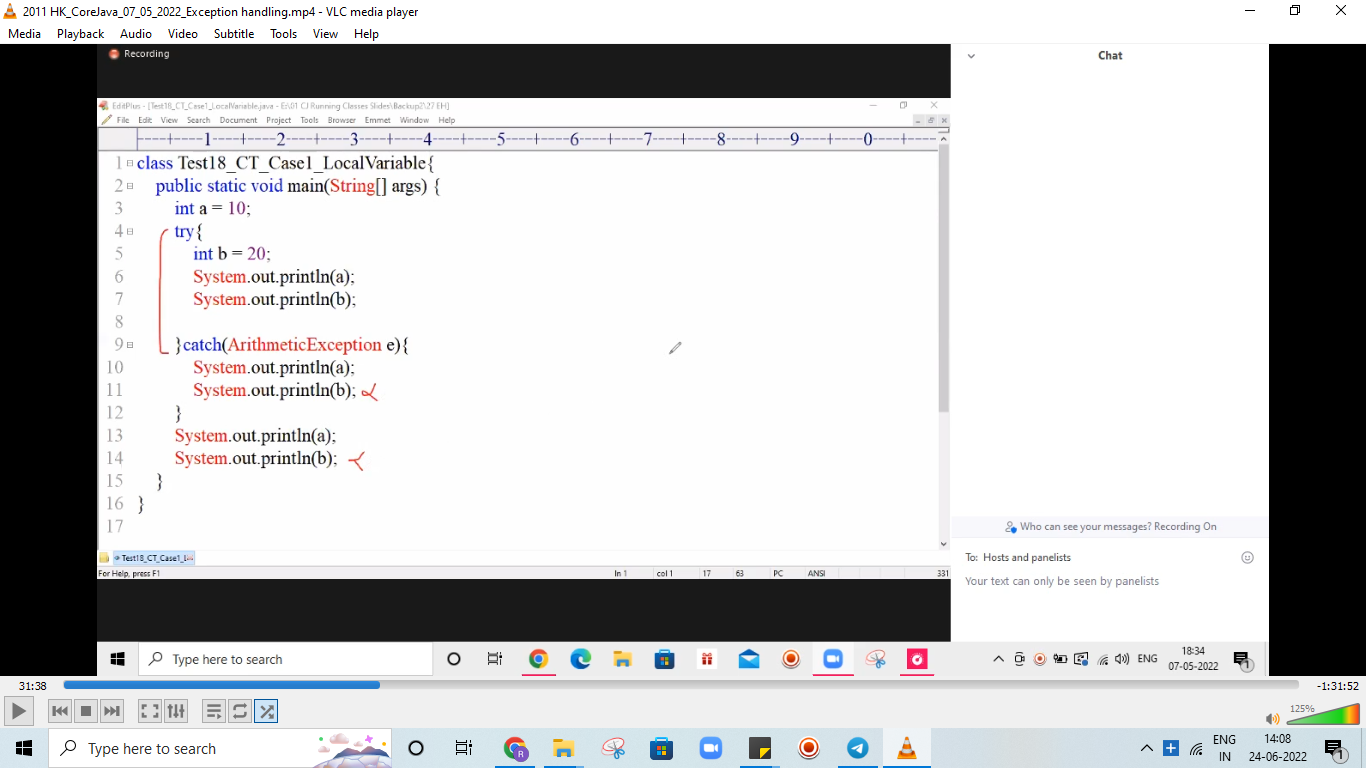 2011 HK_CoreJava_07_05_2022_Exception handling.mp4 - VLC media player
Media Playback Audio Video Subtitle Tools View Help
Recording
Chat
EditPlus - [Test18_CT_Case1_LocalVariable.java - E:\01 CJ Running Classes Slides\Backup2\27 EH]
File Edit View Search Document Project Tools Browser Emmet Window Help
----+----1----+----2----+----3----+----4----+----5----+----6----+----7----+----8----+----9----+----0----+----
1 class Test18_CT_Case1_LocalVariable{
2 public static void main(String[] args) {
3 int a = 10;
4 try{
5 int b = 20;
6 System.out.println(a);
7 System.out.println(b);
8
9 }catch(ArithmeticException e){
10 System.out.println(a);
11 System.out.println(b);
12 }
13 System.out.println(a);
14 System.out.println(b);
15 }
16 }
17
Who can see your messages? Recording On
To: Hosts and panelists
Your text can only be seen by panelists
Test18_CT_Case1_L
For Help, press F1 ln 1 col 1 17 63 PC ANSI 331
Type here to search
ENG
18:34
07-05-2022
1
31:38
-1:31:52
125%
Type here to search
R
ENG
IN
14:08
24-06-2022
1